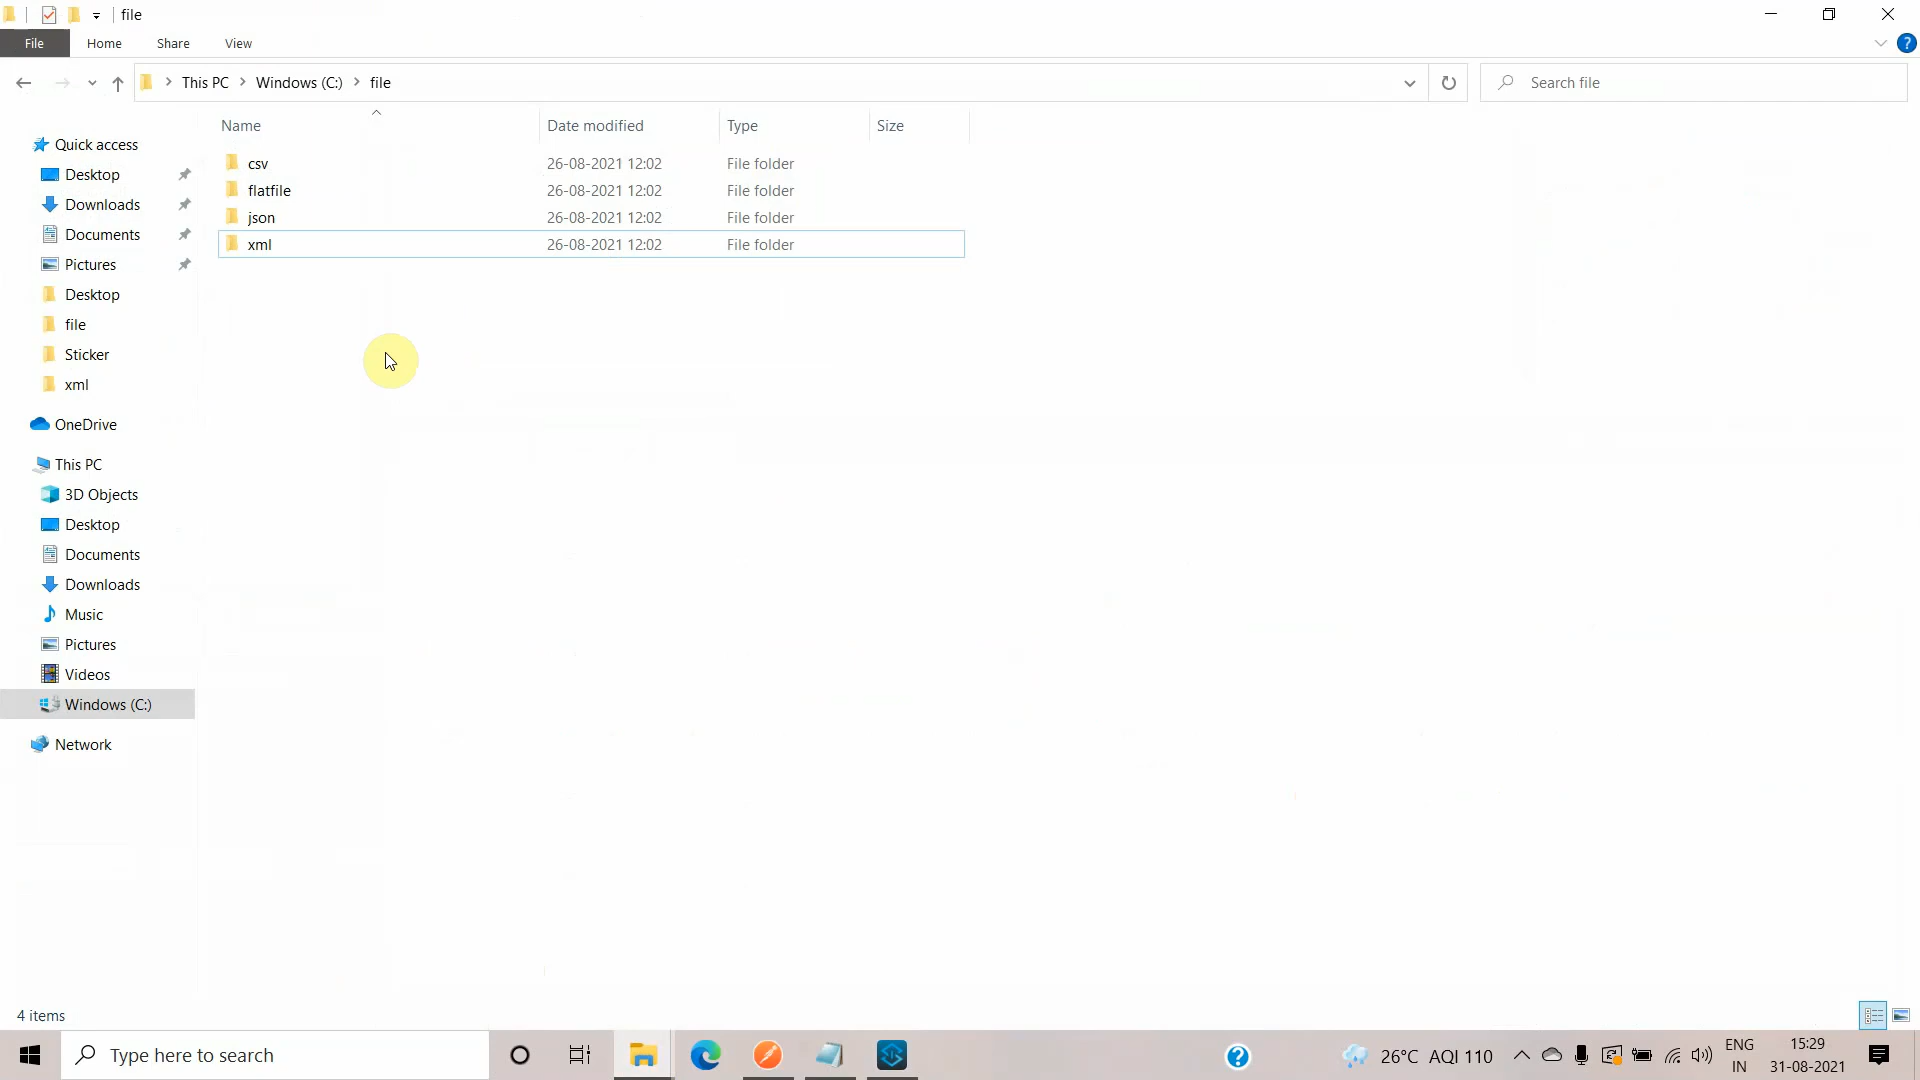 file
File Home Share View
This PC Windows (C:) file
Search file
Name Date modified Type Size
csv 26-08-2021 12:02 File folder
flatfile 26-08-2021 12:02 File folder
json 26-08-2021 12:02 File folder
xml 26-08-2021 12:02 File folder
Quick access
Desktop
Downloads
Documents
Pictures
Desktop
file
Sticker
xml
OneDrive
This PC
3D Objects
Desktop
Documents
Downloads
Music
Pictures
Videos
Windows (C:)
Network
4 items
Type here to search
26°C AQI 110
ENG
IN
15:29
31-08-2021